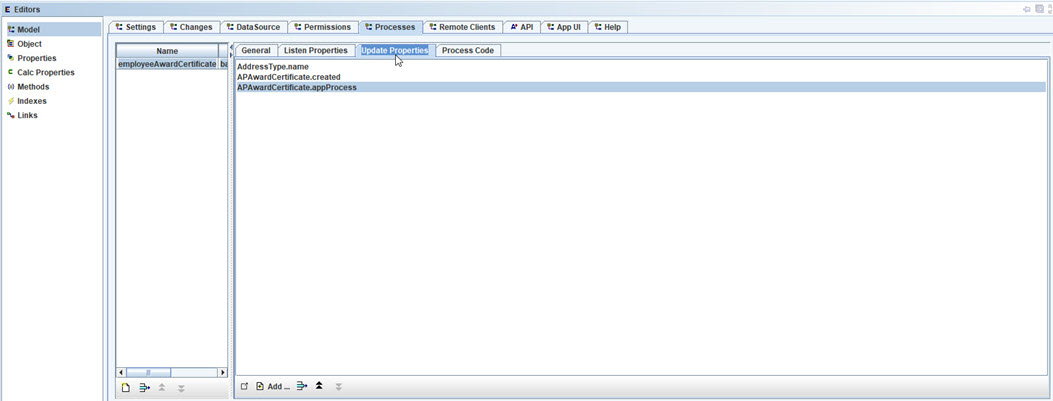 Editors
Model
Object
Properties
Calc Properties
Methods
Indexes
Links
Settings Changes DataSource Permissions Processes Remote Clients API App UI Help
Name
employeeAwardCertificate ba
General Listen Properties Update Properties Process Code
AddressType.name
APAwardCertificate.created
APAwardCertificate.appProcess
Add ...